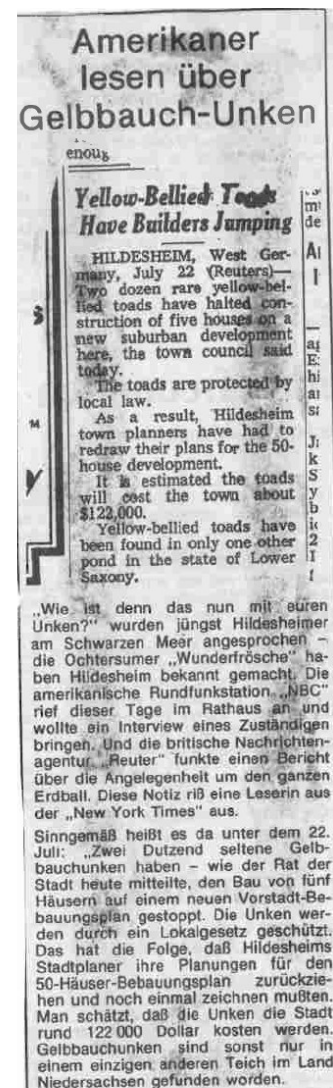 Amerikaner
lesen über
Gelbbauch-Unken
enoug
Yellow-Bellied Toads
Have Builders Jumping
HILDESHEIM, West Ger-
many, July 22 (Reuters)—
Two dozen rare yellow-bel-
lied toads have halted con-
struction of five houses on a
new suburban development
here, the town council said
today.
The toads are protected by
local law.
As a result, Hildesheim
town planners have had to
redraw their plans for the 50-
house development.
It is estimated the toads
will cost the town about
$122,000.
Yellow-bellied toads have
been found in only one other
pond in the state of Lower
Saxony.
„Wie ist denn das nun mit euren
Unken?" wurden jüngst Hildesheimer
am Schwarzen Meer angesprochen –
die Ochtersumer „Wunderfrösche" ha-
ben Hildesheim bekannt gemacht. Die
amerikanische Rundfunkstation „NBC"
rief dieser Tage im Rathaus an und
wollte ein Interview eines Zuständigen
bringen. Und die britische Nachrichten-
agentur „Reuter" funkte einen Bericht
über die Angelegenheit um den ganzen
Erdball. Diese Notiz riß eine Leserin aus
der „New York Times" aus.
Sinngemäß heißt es da unter dem 22.
Juli: „Zwei Dutzend seltene Gelb-
bauchunken haben – wie der Rat der
Stadt heute mitteilte, den Bau von fünf
Häusern auf einem neuen Vorstadt-Be-
bauungsplan gestoppt. Die Unken wer-
den durch ein Lokalgesetz geschützt.
Das hat die Folge, daß Hildesheims
Stadtplaner ihre Planungen für den
50-Häuser-Bebauungsplan zurückzie-
hen und noch einmal zeichnen mußten.
Man schätzt, daß die Unken die Stadt
rund 122 000 Dollar kosten werden.
Gelbbauchunken sind sonst nur in
einem einzigen anderen Teich im Land
Niedersachsen gefunden worden.